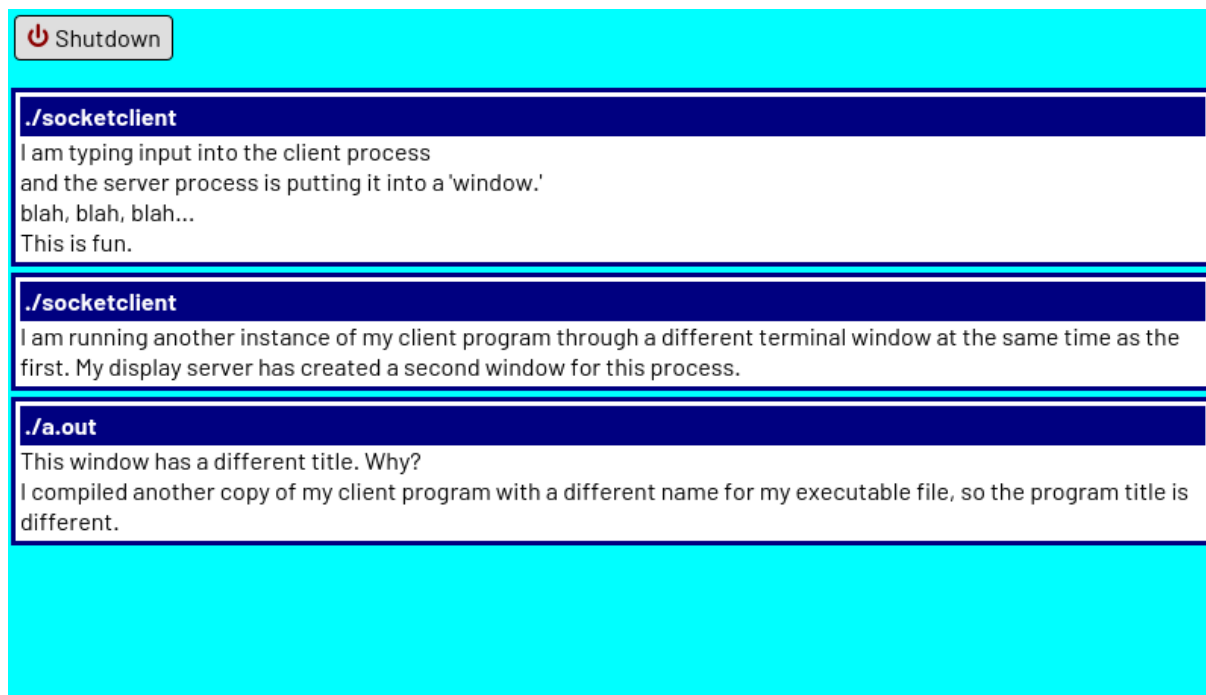 Shutdown
./socketclient
I am typing input into the client process
and the server process is putting it into a 'window.'
blah, blah, blah...
This is fun.
./socketclient
I am running another instance of my client program through a different terminal window at the same time as the
first. My display server has created a second window for this process.
./a.out
This window has a different title. Why?
I compiled another copy of my client program with a different name for my executable file, so the program title is
different.